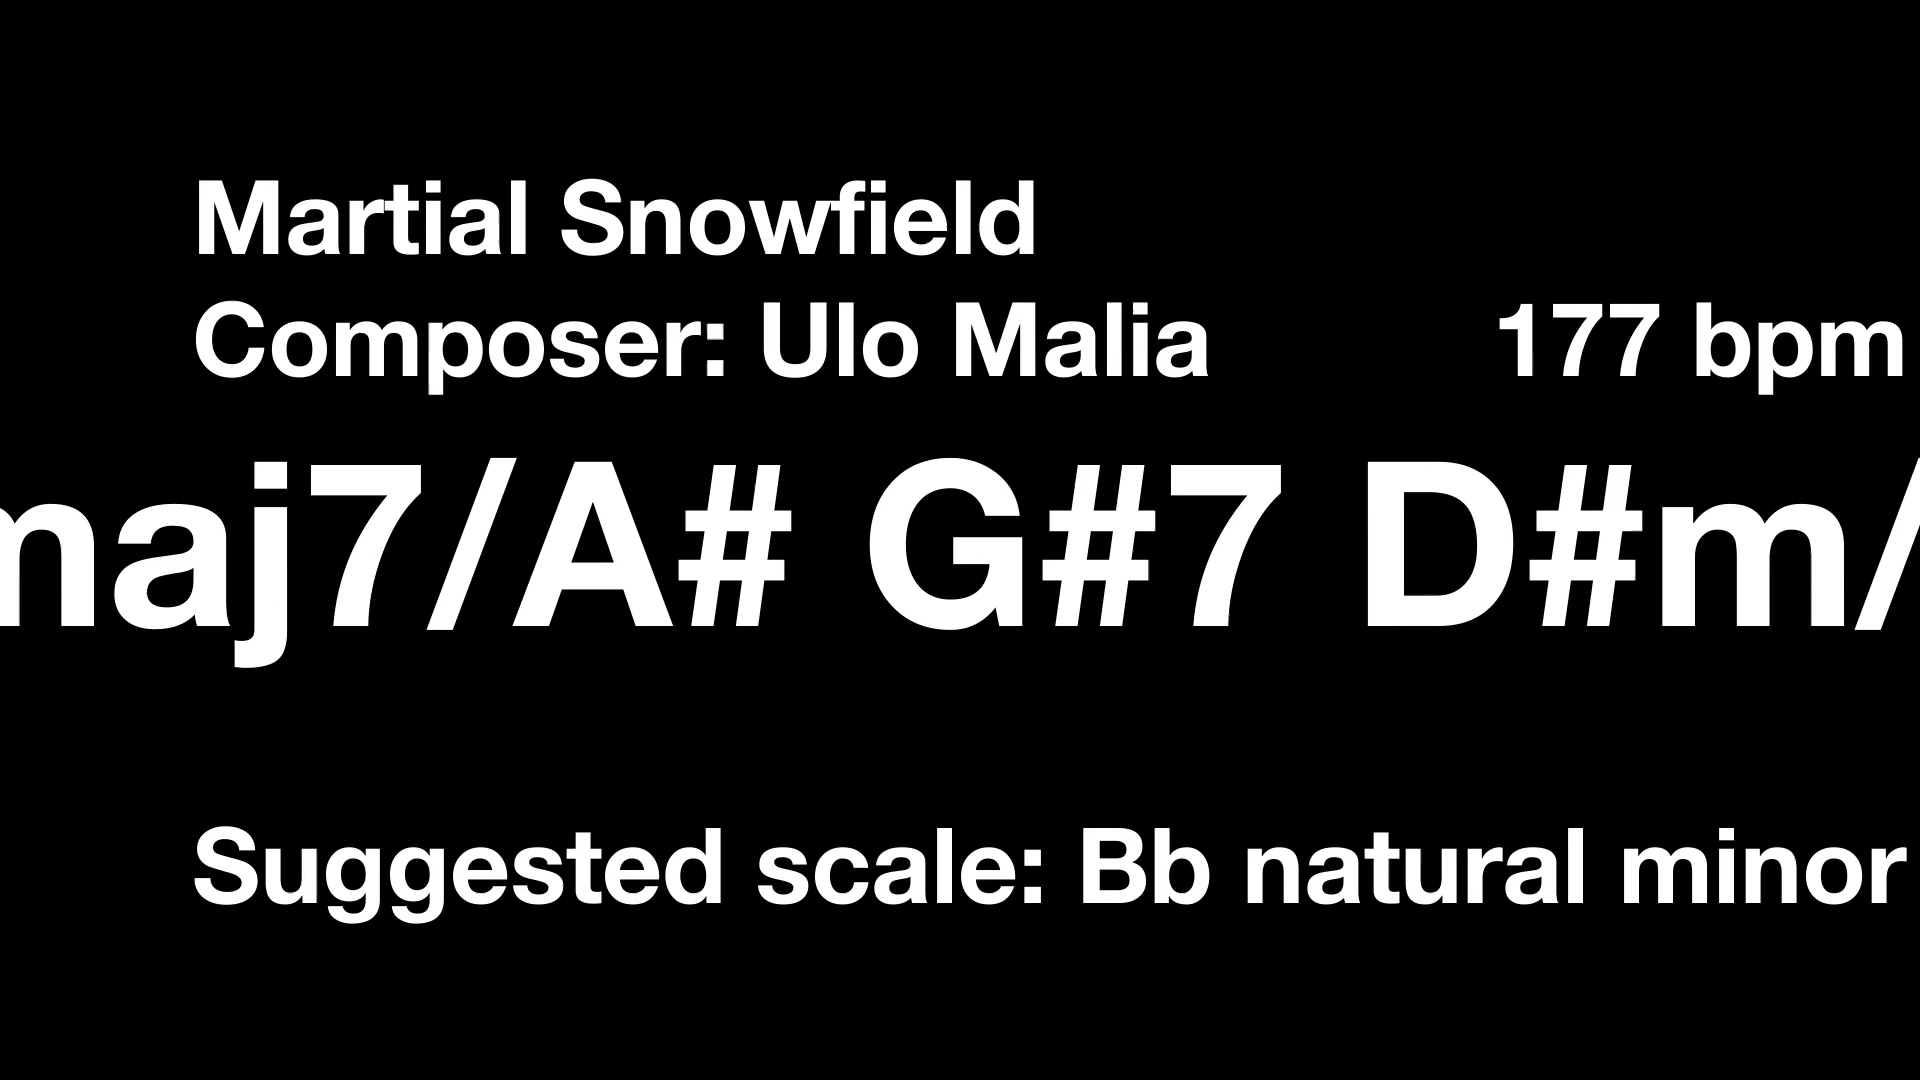 Martial Snowfield
Composer: Ulo Malia 177 bpm
maj7/A# G#7 D#m/
Suggested scale: Bb natural minor